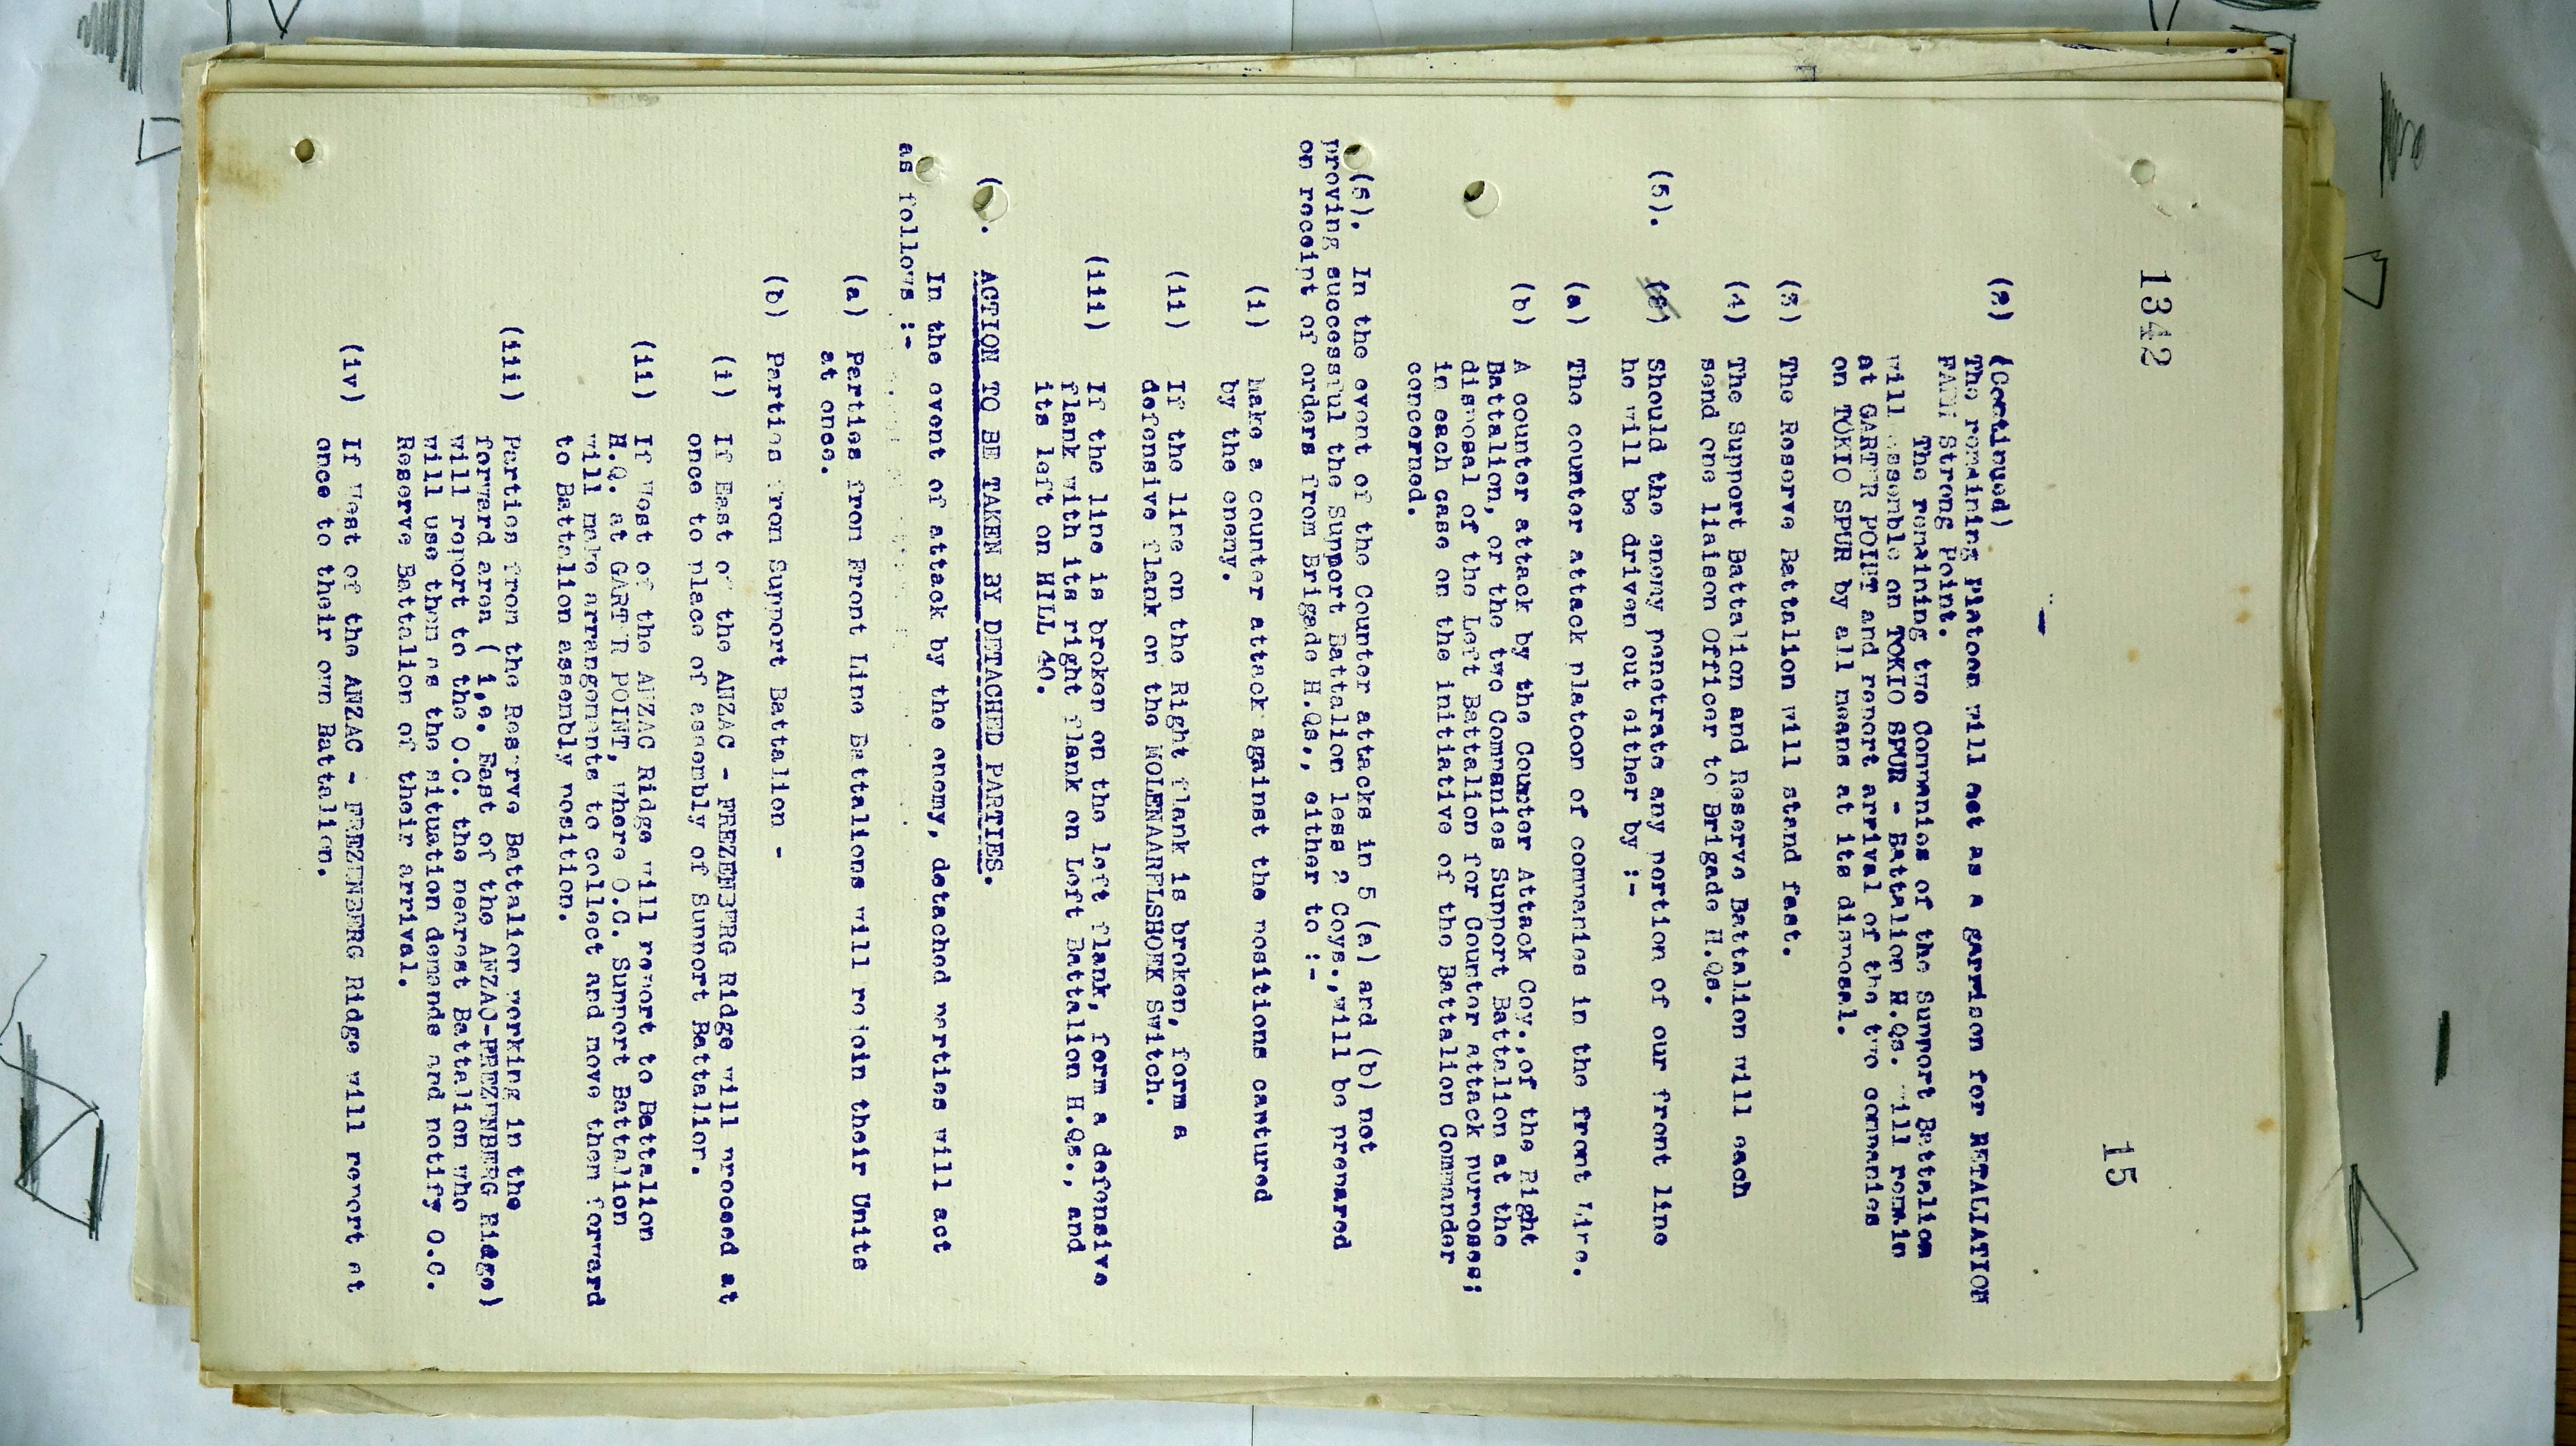 1342
15
(2) (Continued)
The remaining Platoon will act as a garrison for RETALIATION
FARM Strong Point.
The remaining two Companies of the Support Battalion
will assemble on TOKIO SPUR - Battalion H.Qs. will remain
at GARTER POINT and report arrival of the two companies
on TOKIO SPUR by all means at its disposal.
(3) The Reserve Battalion will stand fast.
(4) The Support Battalion and Reserve Battalion will each
send one liaison Officer to Brigade H.Qs.
(5). Should the enemy penetrate any portion of our front line
he will be driven out either by :-
(a) The counter attack platoon of companies in the front line.
(b) A counter attack by the Counter Attack Coy.,of the Right
Battalion, or the two Companies Support Battalion at the
disposal of the Left Battalion for Counter attack purposes;
in each case on the initiative of the Battalion Commander
concerned.
(6). In the event of the Counter attacks in 5 (a) and (b) not
proving successful the Support Battalion less 2 Coys.,will be prepared
on receipt of orders from Brigade H.Qs., either to :-
(i) Make a counter attack against the positions captured
by the enemy.
(ii) If the line on the Right flank is broken, form a
defensive flank on the MOLENAARELSHOEK Switch.
(iii) If the line is broken on the left flank, form a defensive
flank with its right flank on Left Battalion H.Qs., and
its left on HILL 40.
( . ACTION TO BE TAKEN BY DETACHED PARTIES.
In the event of attack by the enemy, detached parties will act
as follows :-
(a) Parties from Front Line Battalions will rejoin their Units
at once.
(b) Parties from Support Battalion -
(i) If East of the ANZAC - FREZENBERG Ridge will proceed at
once to place of assembly of Support Battalion.
(ii) If West of the ANZAC Ridge will report to Battalion
H.Q. at GARTER POINT, where O.C. Support Battalion
will make arrangements to collect and move them forward
to Battalion assembly position.
(iii) Parties from the Reserve Battalion working in the
forward area ( i,e. East of the ANZAC-FREZENBERG Ridge)
will report to the O.C. the nearest Battalion who
will use them as the situation demands and notify O.C.
Reserve Battalion of their arrival.
(iv) If West of the ANZAC - FREZENBERG Ridge will report at
once to their own Battalion.